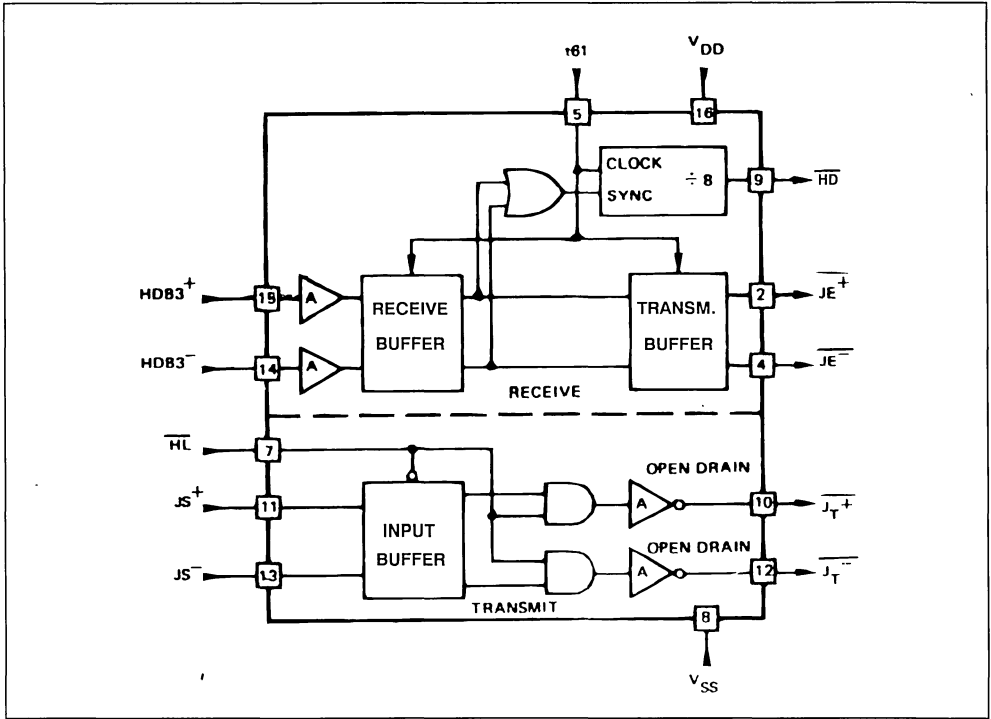 t61
V DD
5
16
CLOCK
÷ 8
SYNC
9
HD
HDB3+
15
A
RECEIVE
BUFFER
TRANSM.
BUFFER
2
JE+
HDB3-
14
A
4
JE-
RECEIVE
HL
7
OPEN DRAIN
JS+
11
INPUT
BUFFER
A
10
JT+
OPEN DRAIN
JS-
13
A
12
JT-
TRANSMIT
8
VSS